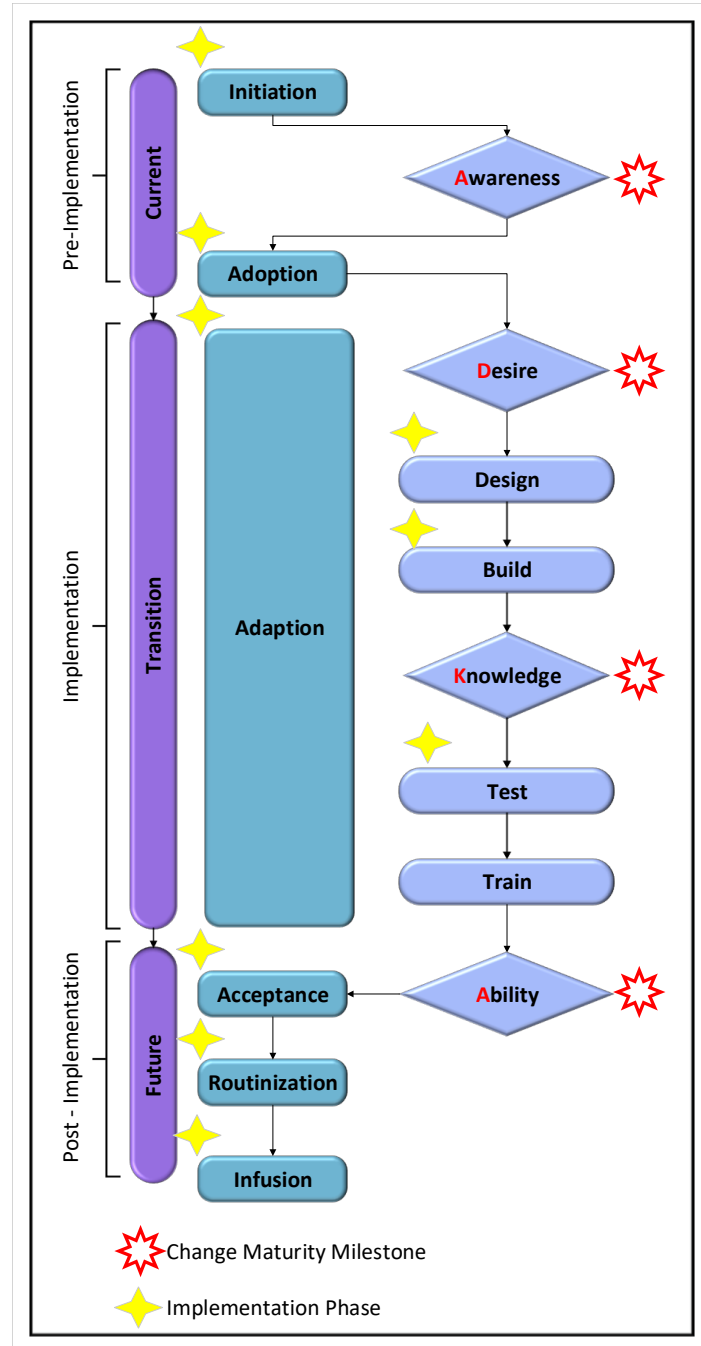 Pre-Implementation
Current
Initiation
Awareness
Adoption
Implementation
Transition
Adaption
Desire
Design
Build
Knowledge
Test
Train
Ability
Post - Implementation
Future
Acceptance
Routinization
Infusion
Change Maturity Milestone
Implementation Phase